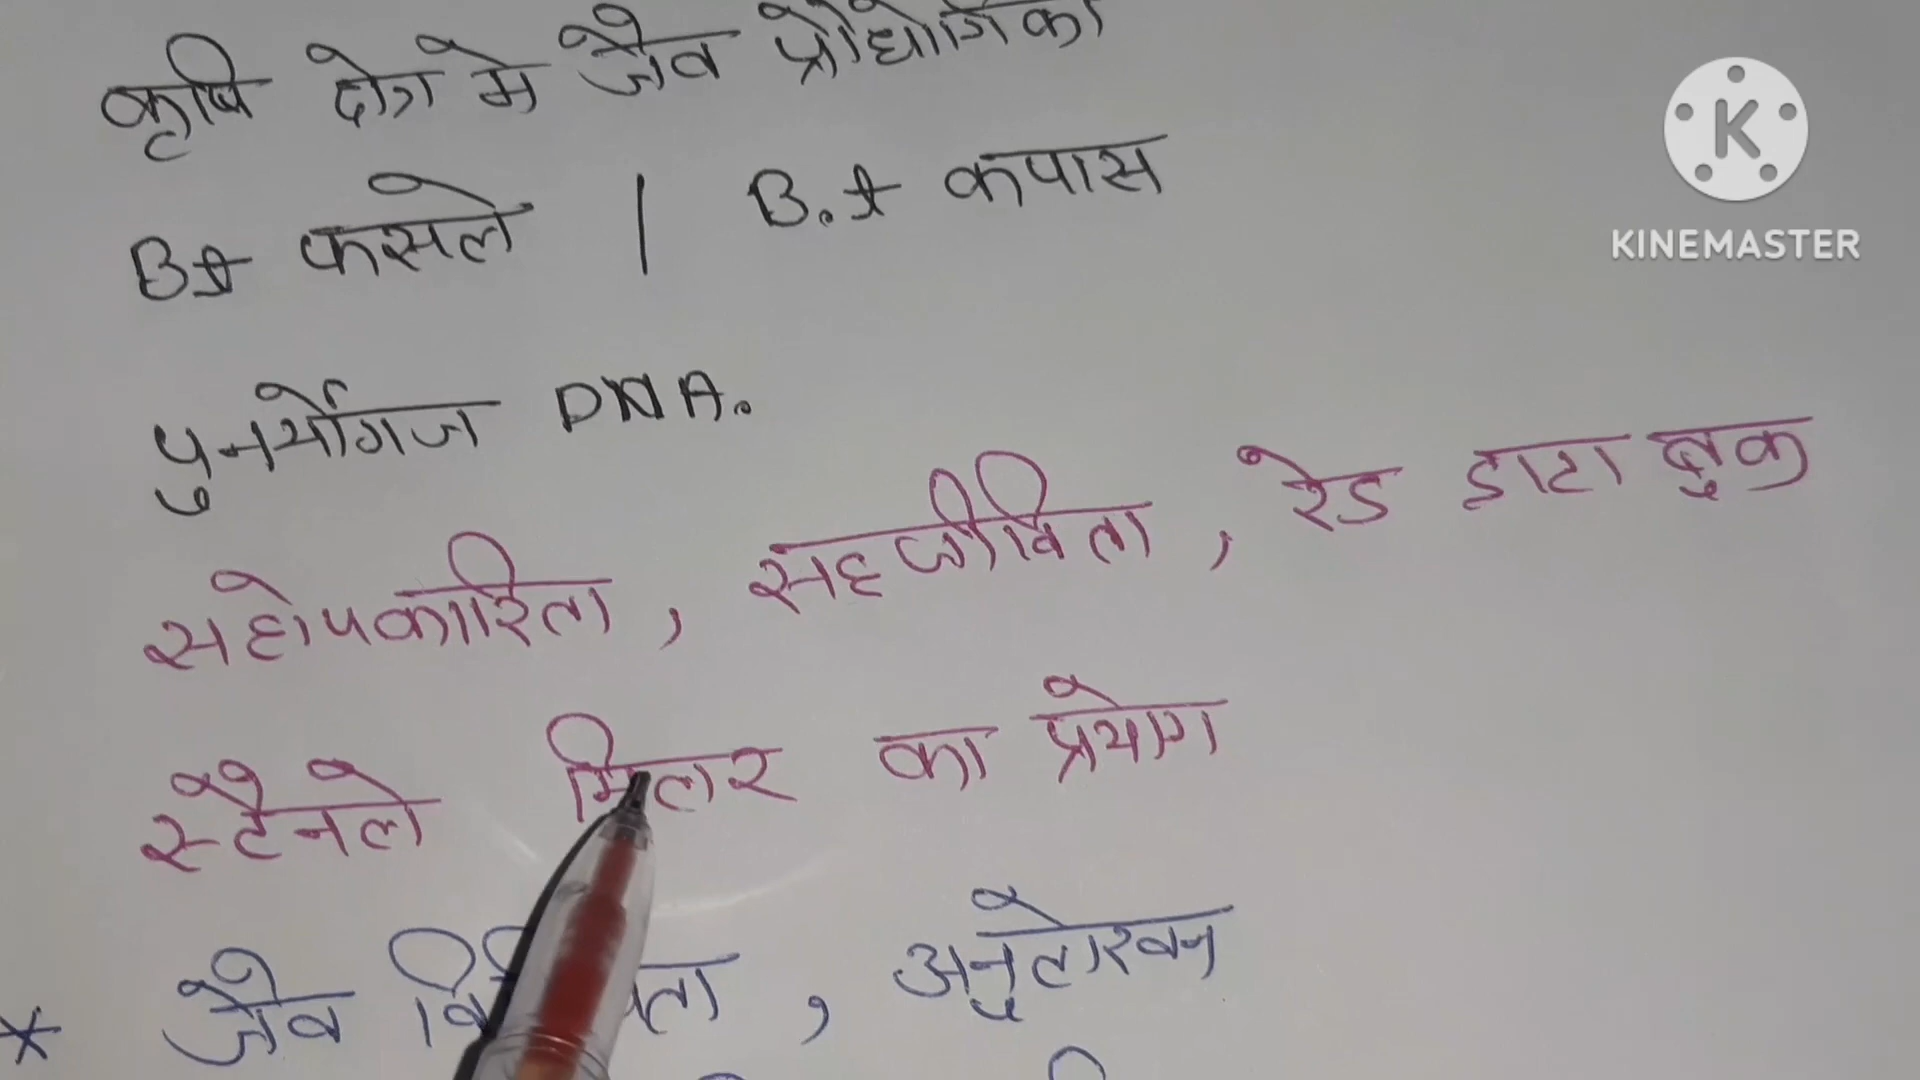 कृषि क्षेत्र मे जैव प्रौद्योगिकी
Bt फसले / B.t कपास
पुनर्योगज DNA.
सहोपकारिता, सहजीविता, रेड डाटा बुक
स्टैनले मिलर का प्रयोग
* जैव, अनुलेखन
K
KINEMASTER